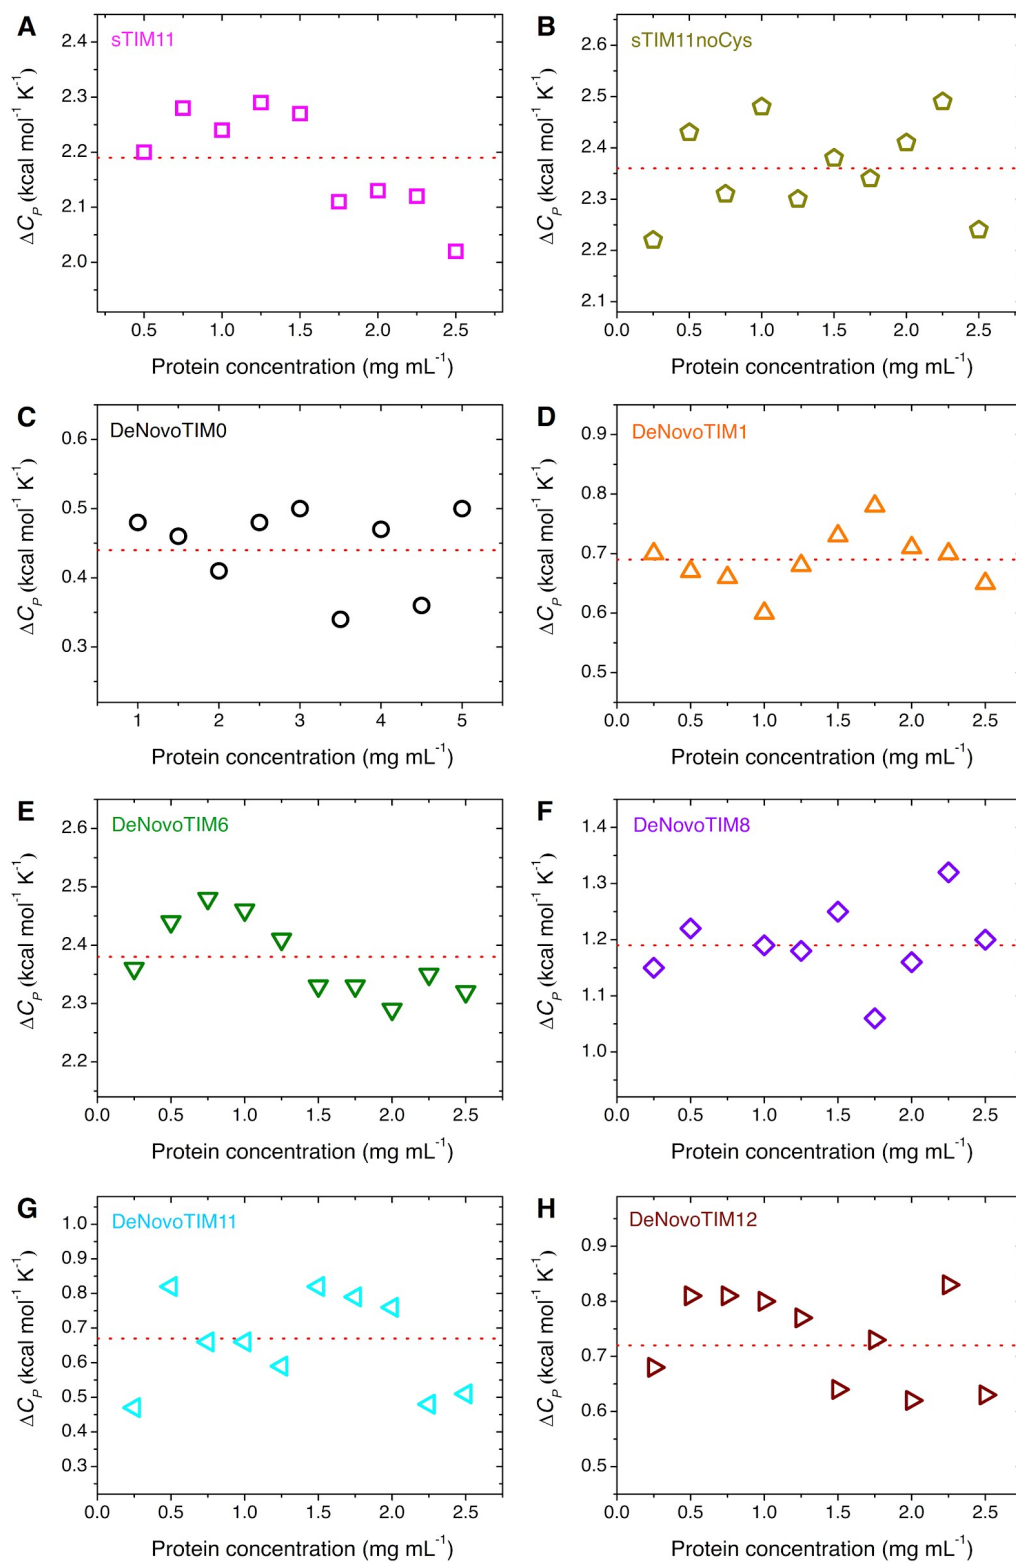 A
sTIM11
2.4
2.3
2.2
2.1
2.0
ΔCP (kcal mol-1 K-1)
0.5 1.0 1.5 2.0 2.5
Protein concentration (mg mL-1)
B
sTIM11noCys
2.6
2.5
2.4
2.3
2.2
2.1
ΔCP (kcal mol-1 K-1)
0.0 0.5 1.0 1.5 2.0 2.5
Protein concentration (mg mL-1)
C
DeNovoTIM0
0.6
0.5
0.4
0.3
ΔCP (kcal mol-1 K-1)
1 2 3 4 5
Protein concentration (mg mL-1)
D
DeNovoTIM1
0.9
0.8
0.7
0.6
0.5
ΔCP (kcal mol-1 K-1)
0.0 0.5 1.0 1.5 2.0 2.5
Protein concentration (mg mL-1)
E
DeNovoTIM6
2.6
2.5
2.4
2.3
2.2
ΔCP (kcal mol-1 K-1)
0.0 0.5 1.0 1.5 2.0 2.5
Protein concentration (mg mL-1)
F
DeNovoTIM8
1.4
1.3
1.2
1.1
1.0
ΔCP (kcal mol-1 K-1)
0.0 0.5 1.0 1.5 2.0 2.5
Protein concentration (mg mL-1)
G
DeNovoTIM11
1.0
0.9
0.8
0.7
0.6
0.5
0.4
0.3
ΔCP (kcal mol-1 K-1)
0.0 0.5 1.0 1.5 2.0 2.5
Protein concentration (mg mL-1)
H
DeNovoTIM12
0.9
0.8
0.7
0.6
0.5
ΔCP (kcal mol-1 K-1)
0.0 0.5 1.0 1.5 2.0 2.5
Protein concentration (mg mL-1)